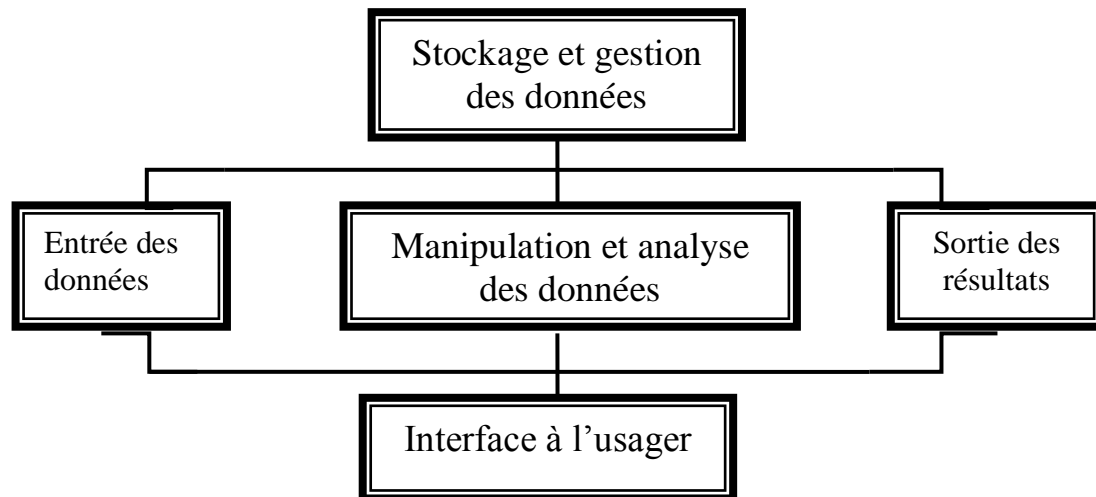 Stockage et gestion
des données
Entrée des
données
Manipulation et analyse
des données
Sortie des
résultats
Interface à l’usager